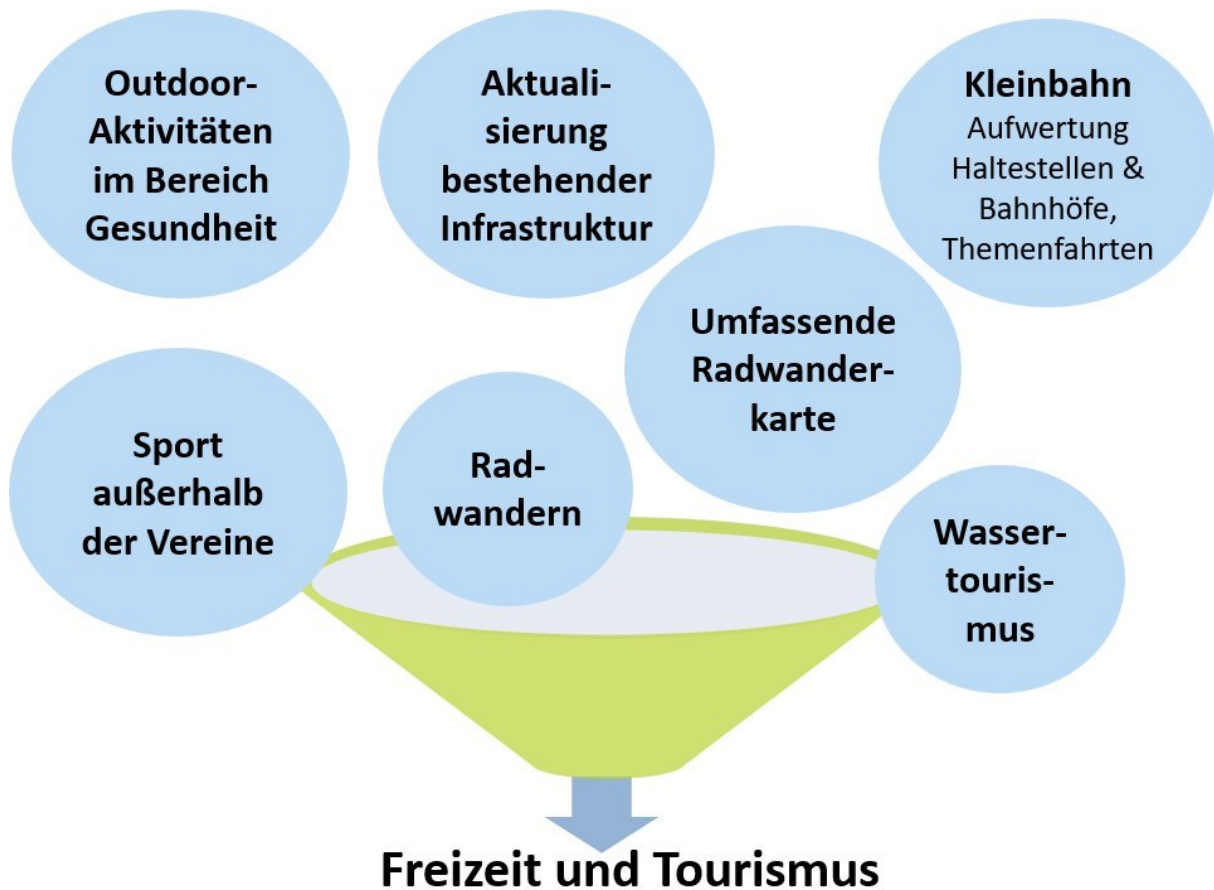 Outdoor-
Aktivitäten
im Bereich
Gesundheit
Aktuali-
sierung
bestehender
Infrastruktur
Kleinbahn
Aufwertung
Haltestellen &
Bahnhöfe,
Themenfahrten
Umfassende
Radwander-
karte
Sport
außerhalb
der Vereine
Rad-
wandern
Wasser-
touris-
mus
Freizeit und Tourismus